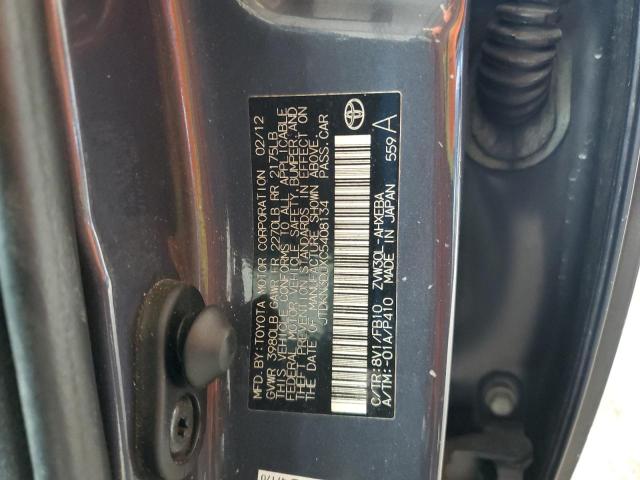 MFD.BY:TOYOTA MOTOR CORPORATION 02/12
GVWR 3980LB GAWR FR 2270LB RR 2175LB
THIS VEHICLE CONFORMS TO ALL APPLICABLE
FEDERAL MOTOR VEHICLE SAFETY, BUMPER, AND
THEFT PREVENTION STANDARDS IN EFFECT ON
THE DATE OF MANUFACTURE SHOWN ABOVE.
JTDKN3DUXC5408134 PASS.CAR
C/TR:8V1/FB10 ZVW30L-AHXEBA
A/TM:-01A/P410 MADE IN JAPAN 559 A